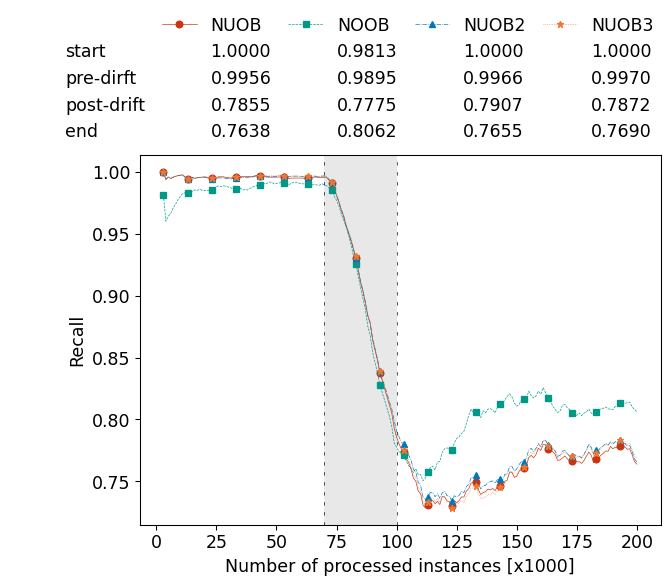 NUOB NOOB NUOB2 NUOB3
start 1.0000 0.9813 1.0000 1.0000
pre-dirft 0.9956 0.9895 0.9966 0.9970
post-drift 0.7855 0.7775 0.7907 0.7872
end 0.7638 0.8062 0.7655 0.7690
1.00
0.95
0.90
0.85
0.80
0.75
Recall
0 25 50 75 100 125 150 175 200
Number of processed instances [x1000]